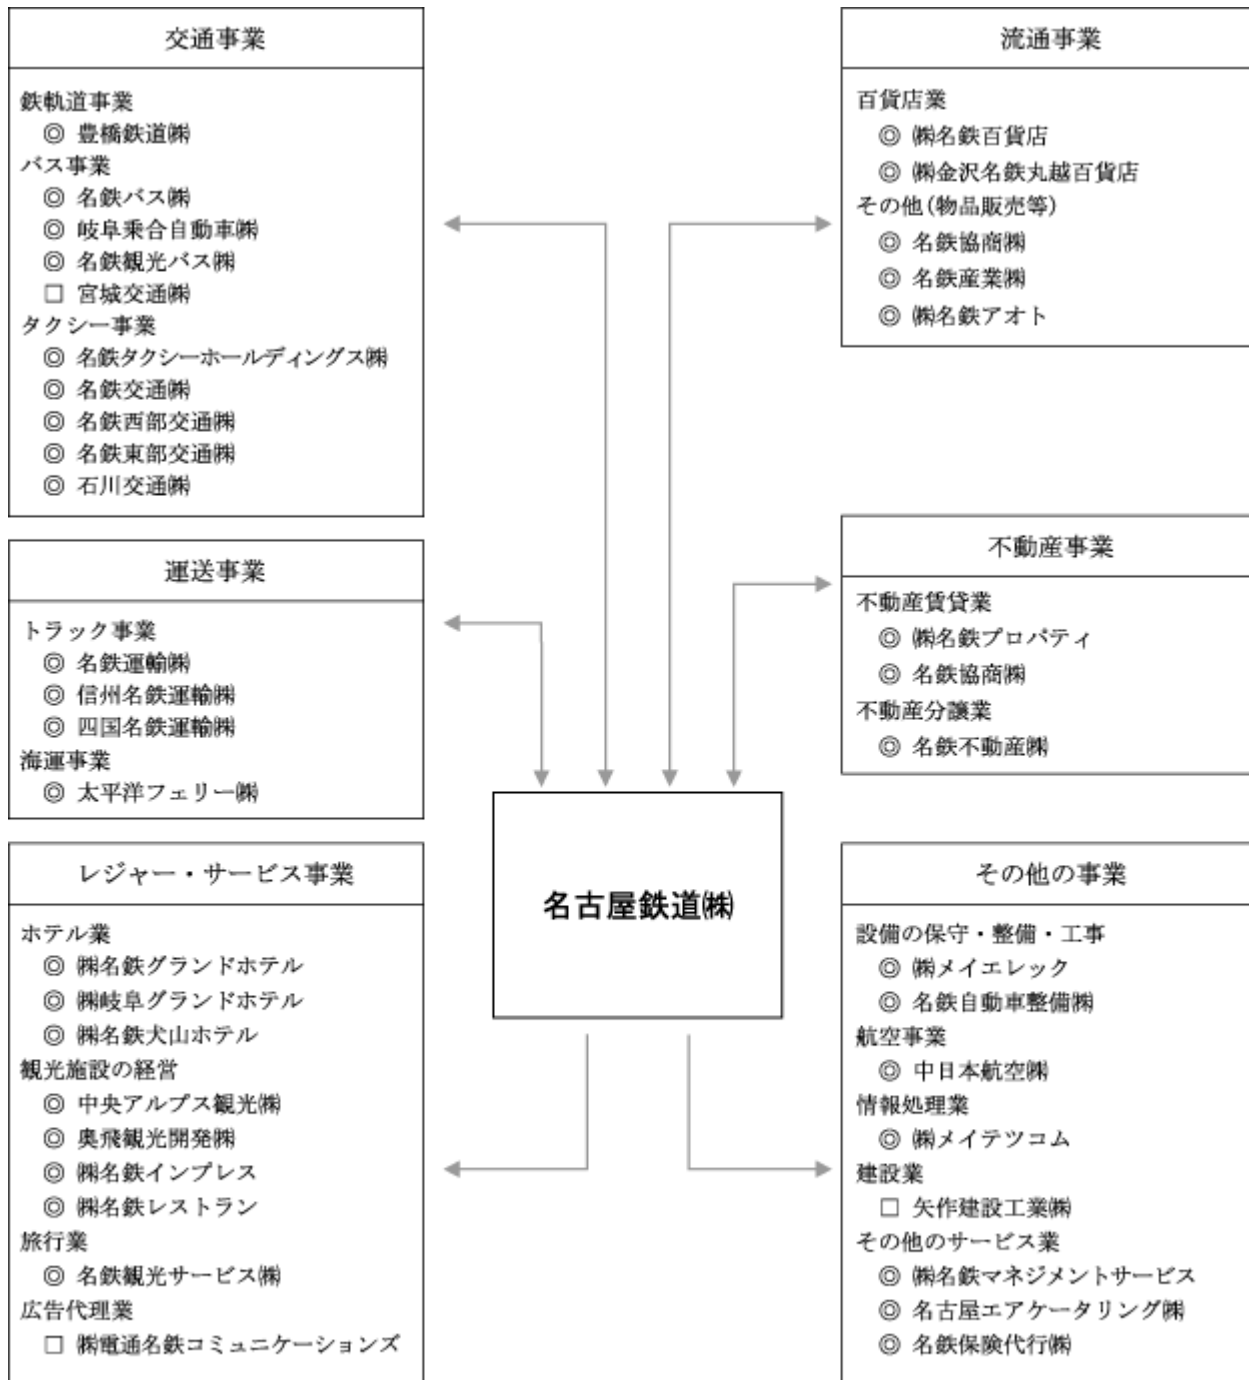 交通事業
鉄軌道事業
◎ 豊橋鉄道㈱
バス事業
◎ 名鉄バス㈱
◎ 岐阜乗合自動車㈱
◎ 名鉄観光バス㈱
□ 宮城交通㈱
タクシー事業
◎ 名鉄タクシーホールディングス㈱
◎ 名鉄交通㈱
◎ 名鉄西部交通㈱
◎ 名鉄東部交通㈱
◎ 石川交通㈱
運送事業
トラック事業
◎ 名鉄運輸㈱
◎ 信州名鉄運輸㈱
◎ 四国名鉄運輸㈱
海運事業
◎ 太平洋フェリー㈱
レジャー・サービス事業
ホテル業
◎ ㈱名鉄グランドホテル
◎ ㈱岐阜グランドホテル
◎ ㈱名鉄犬山ホテル
観光施設の経営
◎ 中央アルプス観光㈱
◎ 奥飛観光開発㈱
◎ ㈱名鉄インプレス
◎ ㈱名鉄レストラン
旅行業
◎ 名鉄観光サービス㈱
広告代理業
□ ㈱電通名鉄コミュニケーションズ
名古屋鉄道㈱
流通事業
百貨店業
◎ ㈱名鉄百貨店
◎ ㈱金沢名鉄丸越百貨店
その他(物品販売等)
◎ 名鉄協商㈱
◎ 名鉄産業㈱
◎ ㈱名鉄アオト
不動産事業
不動産賃貸業
◎ ㈱名鉄プロパティ
◎ 名鉄協商㈱
不動産分譲業
◎ 名鉄不動産㈱
その他の事業
設備の保守・整備・工事
◎ ㈱メイエレック
◎ 名鉄自動車整備㈱
航空事業
◎ 中日本航空㈱
情報処理業
◎ ㈱メイテツコム
建設業
□ 矢作建設工業㈱
その他のサービス業
◎ ㈱名鉄マネジメントサービス
◎ 名古屋エアケータリング㈱
◎ 名鉄保険代行㈱